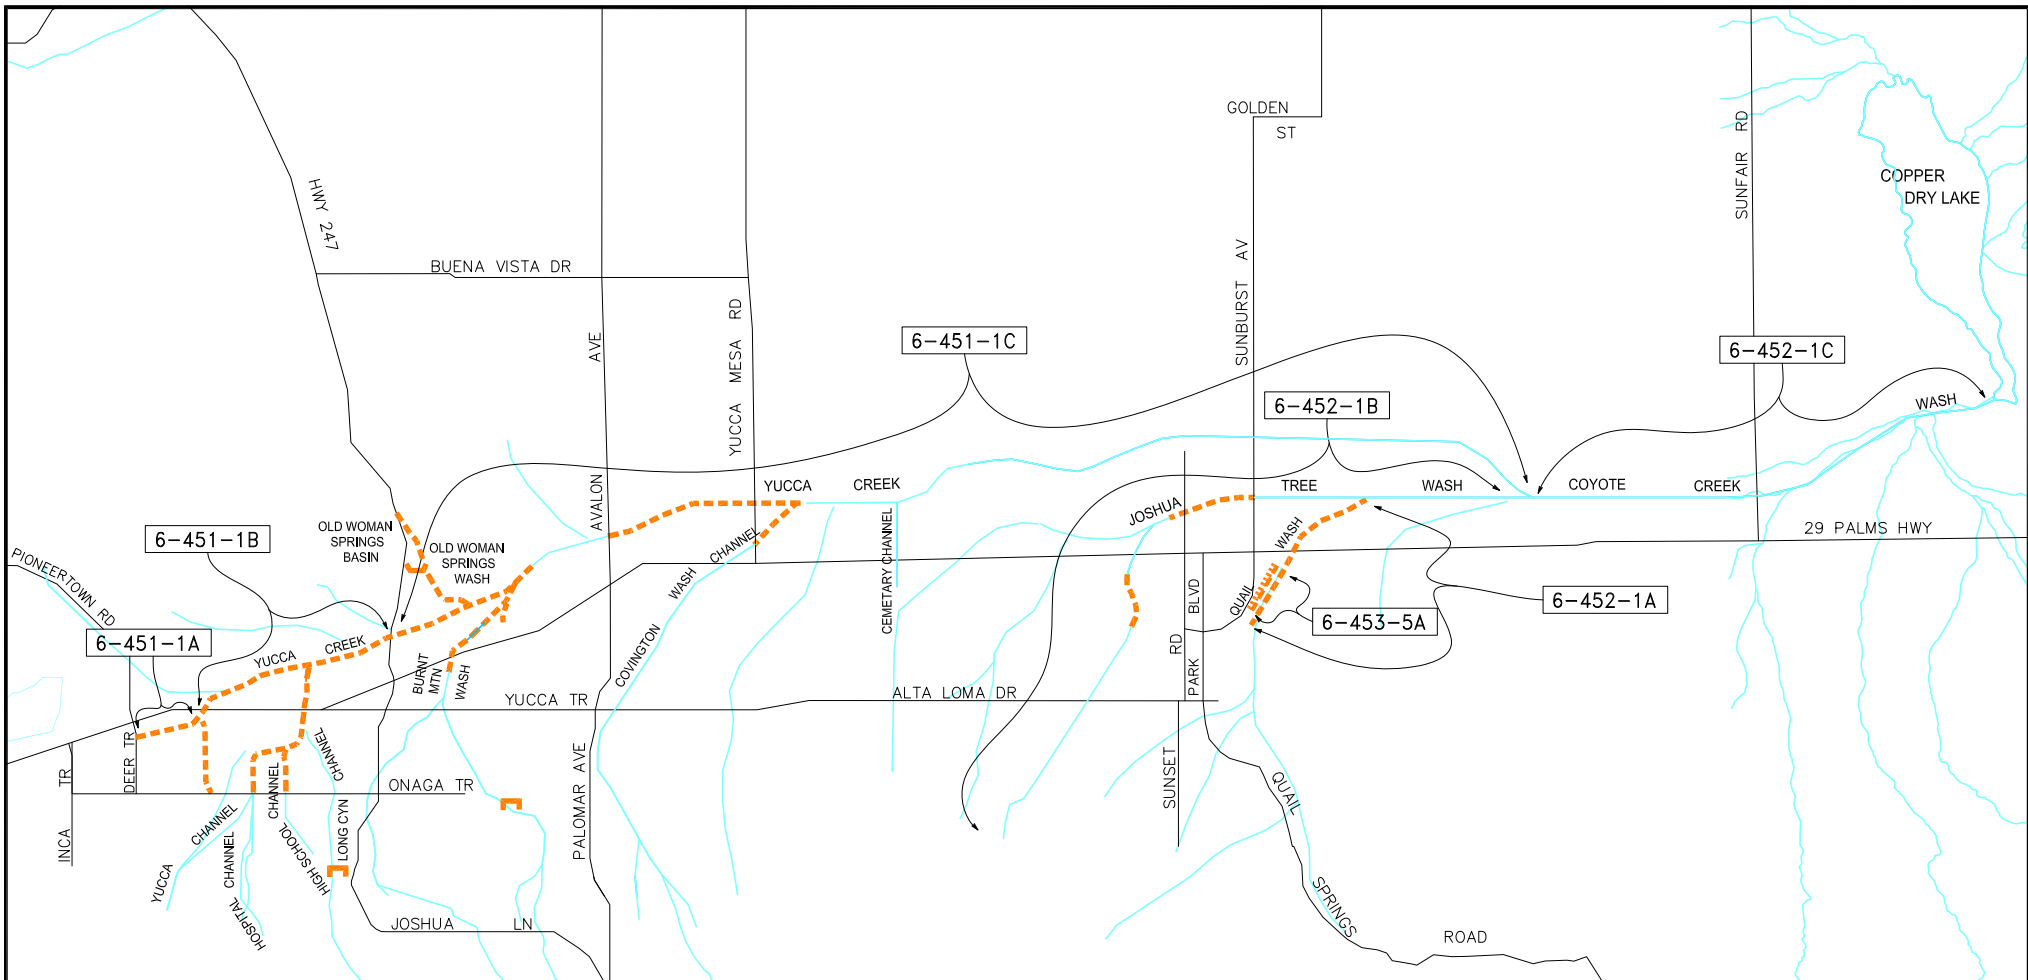 GOLDEN
ST
SUNFAIR RD
COPPER
DRY LAKE
HWY 247
BUENA VISTA DR
AVALON AVE
YUCCA MESA RD
SUNBURST AV
6-451-1C
6-452-1C
6-452-1B
WASH
YUCCA CREEK
JOSHUA TREE WASH
COYOTE CREEK
29 PALMS HWY
6-451-1B
OLD WOMAN
SPRINGS
BASIN
OLD WOMAN
SPRINGS
WASH
PIONEERTOWN RD
COVINGTON WASH CHANNEL
CEMETARY CHANNEL
QUAIL WASH
6-451-1A
6-452-1A
6-453-5A
YUCCA CREEK
BURNT
MTN
WASH
PARK BLVD
YUCCA TR
ALTA LOMA DR
SUNSET RD
DEER TR
INCA TR
ONAGA TR
PALOMAR AVE
YUCCA CHANNEL
HOSPITAL CHANNEL
HIGH SCHOOL CHANNEL
LONG CYN CHANNEL
JOSHUA LN
QUAIL SPRINGS ROAD